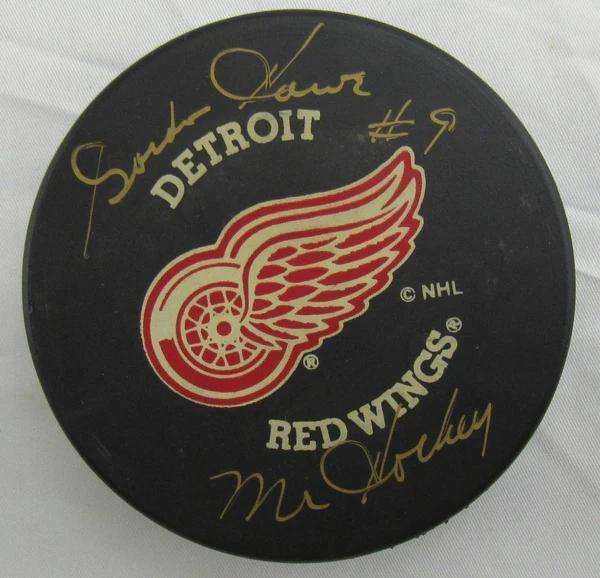 Gordie Howe #9
DETROIT
© NHL
®
RED WINGS®
Mr Hockey